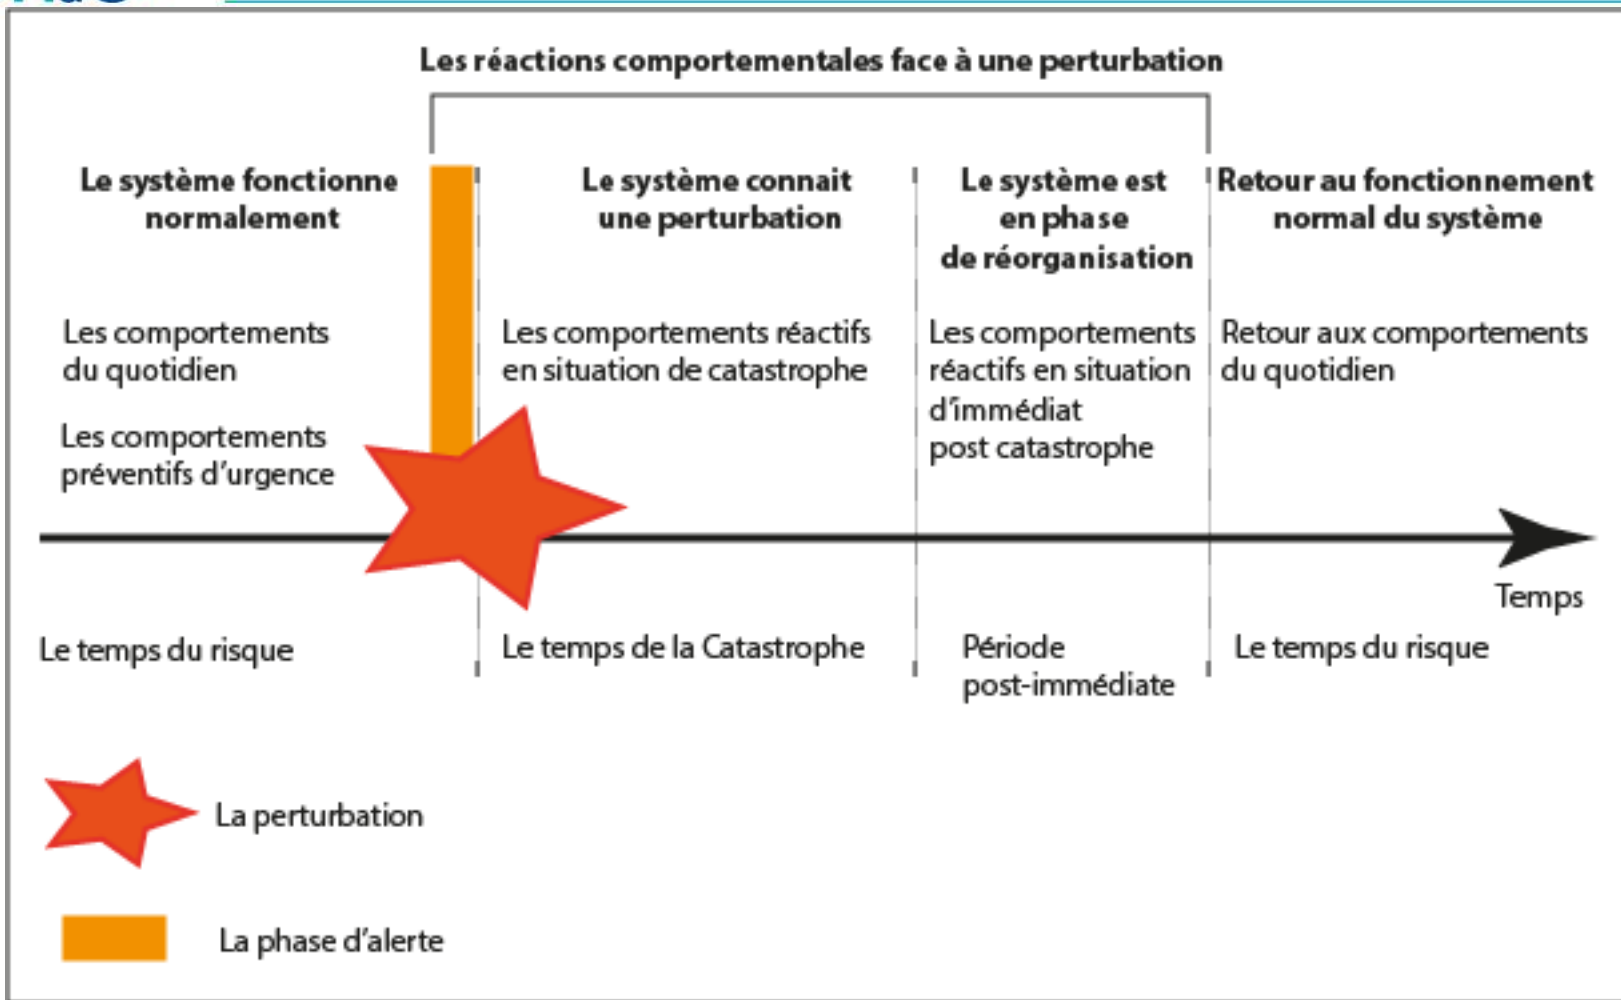 Les réactions comportementales face à une perturbation
Le système fonctionne
normalement
Le système connait
une perturbation
Le système est
en phase
de réorganisation
Retour au fonctionnement
normal du système
Les comportements
du quotidien
Les comportements
préventifs d'urgence
Les comportements réactifs
en situation de catastrophe
Les comportements
réactifs en situation
d'immédiat
post catastrophe
Retour aux comportements
du quotidien
Temps
Le temps du risque
Le temps de la Catastrophe
Période
post-immédiate
Le temps du risque
La perturbation
La phase d'alerte